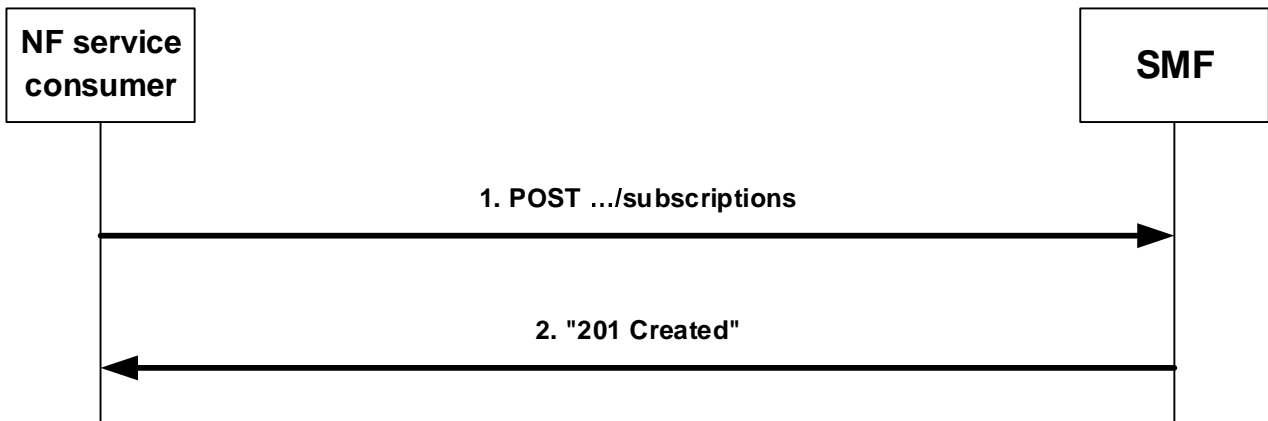 NF service
consumer
SMF
1. POST …/subscriptions
2. "201 Created"